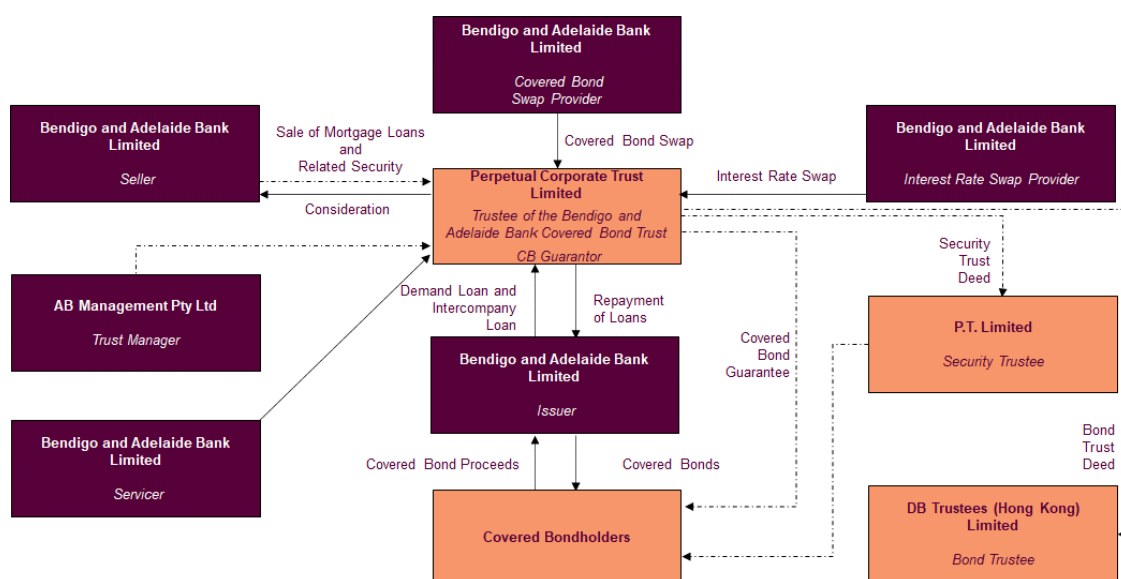 Bendigo and Adelaide Bank
Limited
Covered Bond
Swap Provider
Bendigo and Adelaide Bank
Limited
Seller
Sale of Mortgage Loans
and
Related Security
Consideration
Covered Bond Swap
Perpetual Corporate Trust
Limited
Trustee of the Bendigo and
Adelaide Bank Covered Bond Trust
CB Guarantor
Interest Rate Swap
Bendigo and Adelaide Bank
Limited
Interest Rate Swap Provider
AB Management Pty Ltd
Trust Manager
Demand Loan and
Intercompany
Loan
Repayment
of Loans
Security
Trust
Deed
Covered
Bond
Guarantee
P.T. Limited
Security Trustee
Bendigo and Adelaide Bank
Limited
Issuer
Bendigo and Adelaide Bank
Limited
Servicer
Covered Bond Proceeds
Covered Bonds
Bond
Trust
Deed
Covered Bondholders
DB Trustees (Hong Kong)
Limited
Bond Trustee